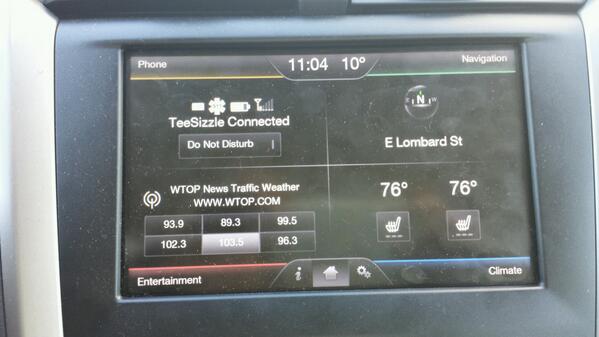 Phone
11:04 10°
Navigation
TeeSizzle Connected
Do Not Disturb
N
E W
E Lombard St
WTOP News Traffic Weather
WWW.WTOP.COM
93.9 89.3 99.5
102.3 103.5 96.3
76° 76°
Entertainment
i
Climate